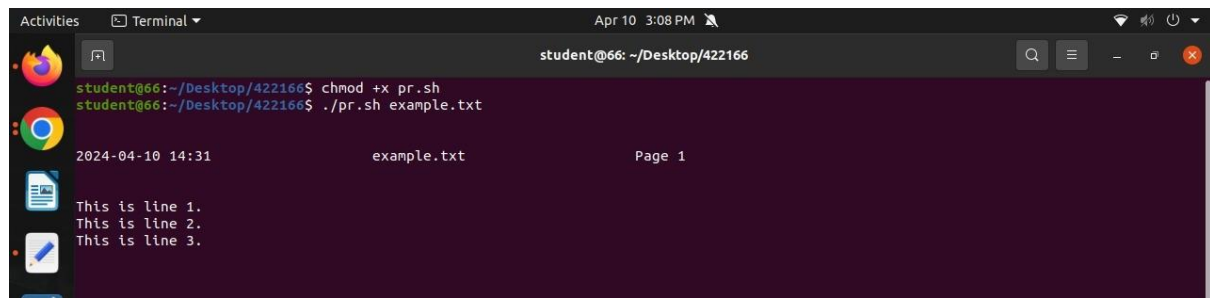 Activities Terminal Apr 10 3:08 PM
student@66: ~/Desktop/422166
student@66:~/Desktop/422166$ chmod +x pr.sh
student@66:~/Desktop/422166$ ./pr.sh example.txt
2024-04-10 14:31 example.txt Page 1
This is line 1.
This is line 2.
This is line 3.